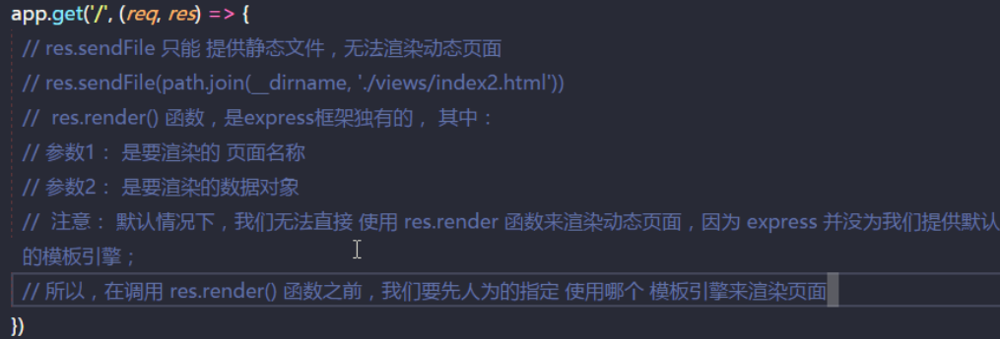 app.get('/', (req, res) => {
// res.sendFile 只能 提供静态文件，无法渲染动态页面
// res.sendFile(path.join(__dirname, './views/index2.html'))
//  res.render() 函数，是express框架独有的， 其中：
// 参数1： 是要渲染的 页面名称
// 参数2： 是要渲染的数据对象
//  注意： 默认情况下，我们无法直接 使用 res.render 函数来渲染动态页面，因为 express 并没为我们提供默认
的模板引擎；
// 所以，在调用 res.render() 函数之前，我们要先人为的指定 使用哪个 模板引擎来渲染页面
})